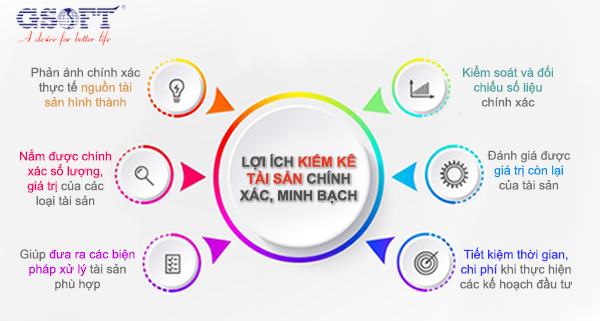 GSOFT®
A desire for better life
Phản ánh chính xác
thực tế nguồn tài
sản hình thành
Nắm được chính
xác số lượng,
giá trị của các
loại tài sản
Giúp đưa ra các biện
pháp xử lý tài sản
phù hợp
LỢI ÍCH KIỂM KÊ
TÀI SẢN CHÍNH
XÁC, MINH BẠCH
Kiểm soát và đối
chiếu số liệu
chính xác
Đánh giá được
giá trị còn lại
của tài sản
Tiết kiệm thời gian,
chi phí khi thực hiện
các kế hoạch đầu tư